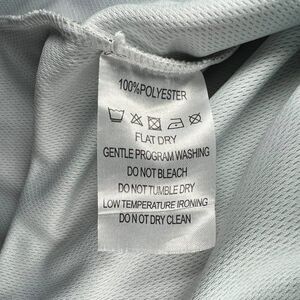 100%POLYESTER
FLAT DRY
GENTLE PROGRAM WASHING
DO NOT BLEACH
DO NOT TUMBLE DRY
LOW TEMPERATURE IRONING
DO NOT DRY CLEAN